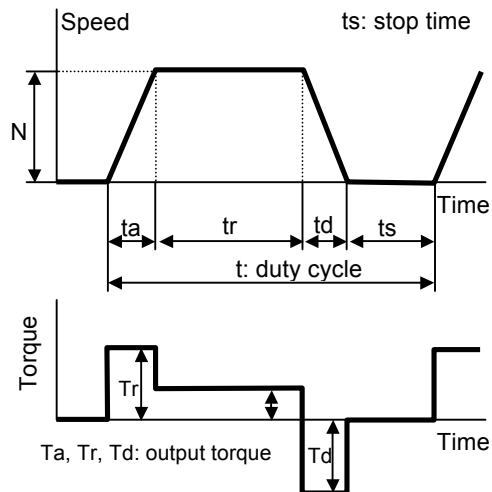 Speed
ts: stop time
N
Time
ta
tr
td
ts
t: duty cycle
Torque
Tr
Time
Ta, Tr, Td: output torque
Td